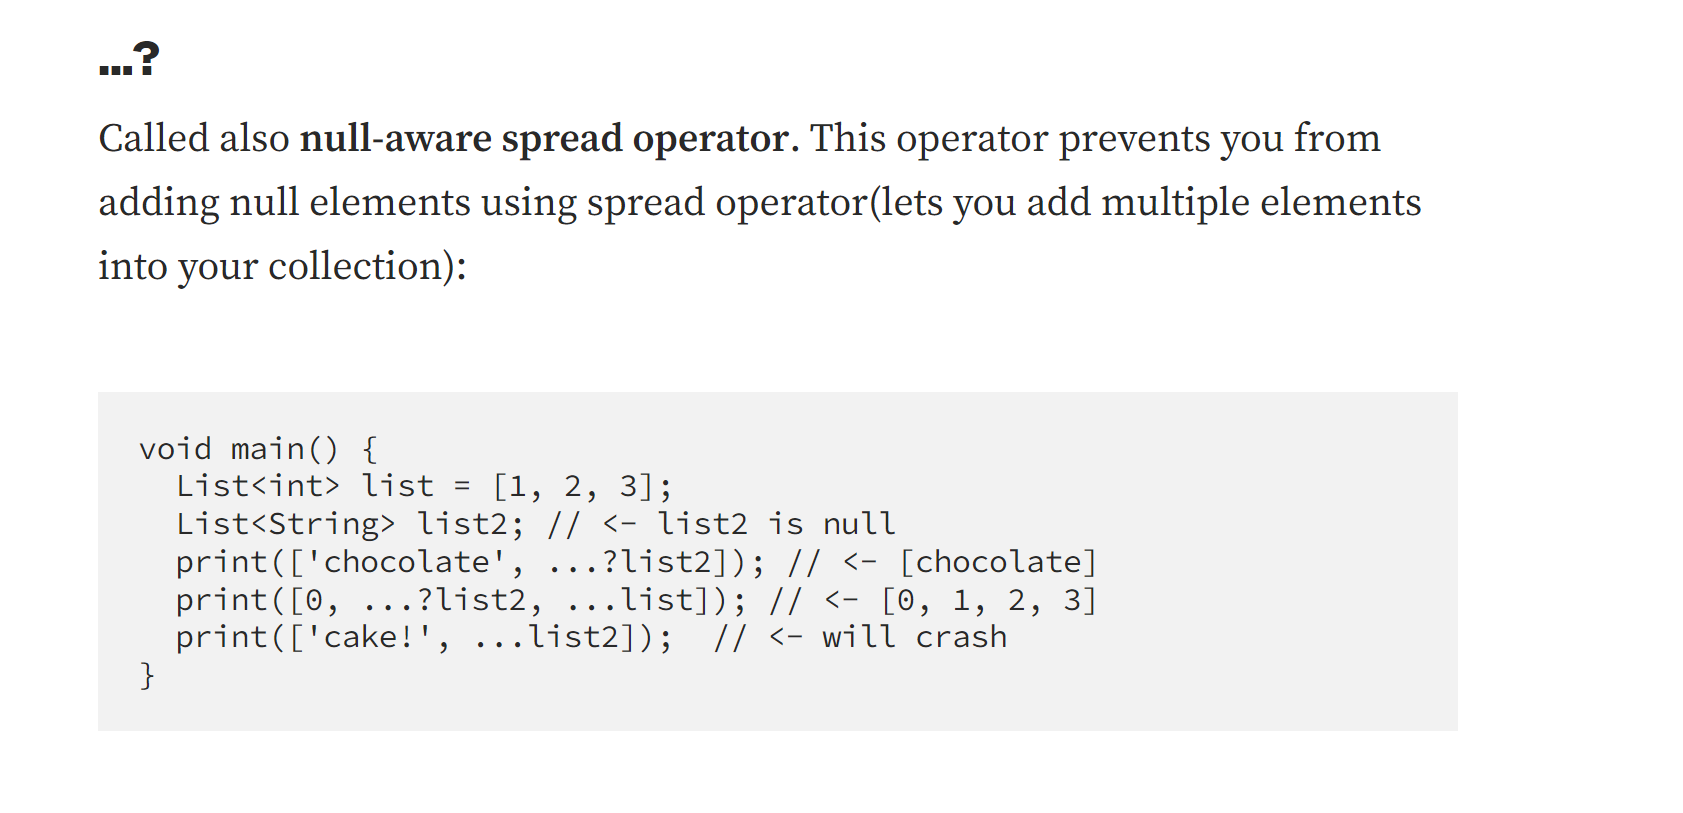 ...?
Called also null-aware spread operator. This operator prevents you from
adding null elements using spread operator(lets you add multiple elements
into your collection):
void main() {
  List<int> list = [1, 2, 3];
  List<String> list2; // <- list2 is null
  print(['chocolate', ...?list2]); // <- [chocolate]
  print([0, ...?list2, ...list]); // <- [0, 1, 2, 3]
  print(['cake!', ...list2]);  // <- will crash
}